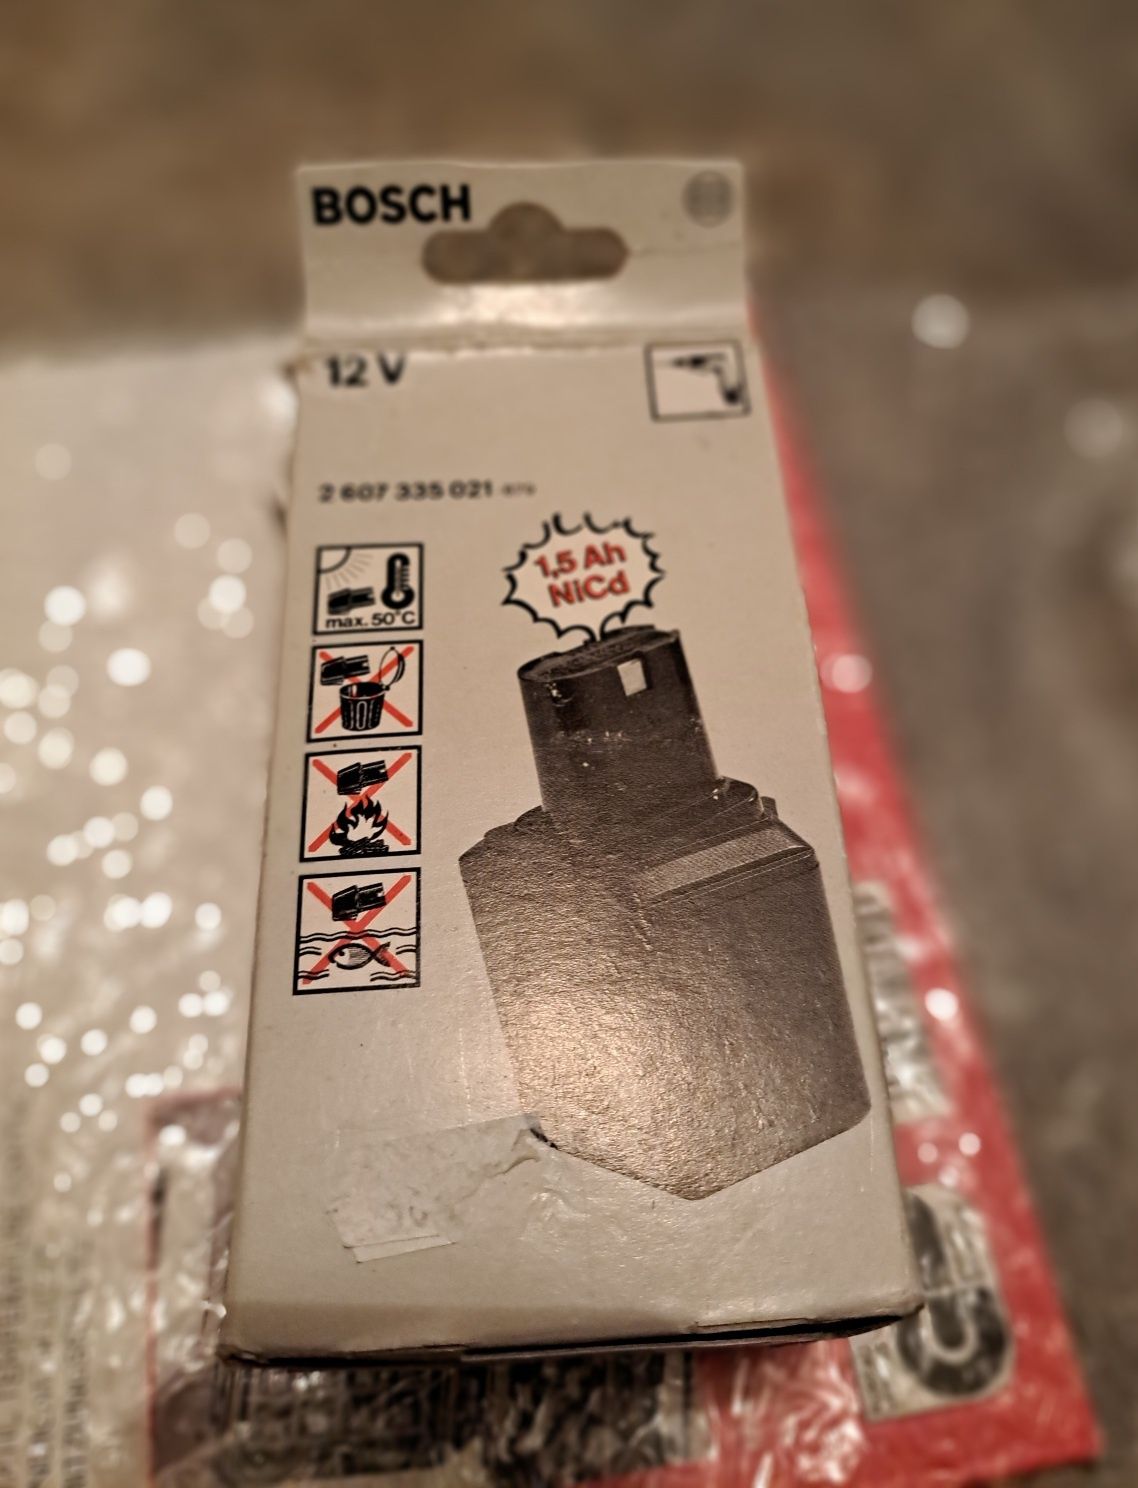 BOSCH
12 V
2 607 335 021
1,5 Ah
NiCd
max. 50°C